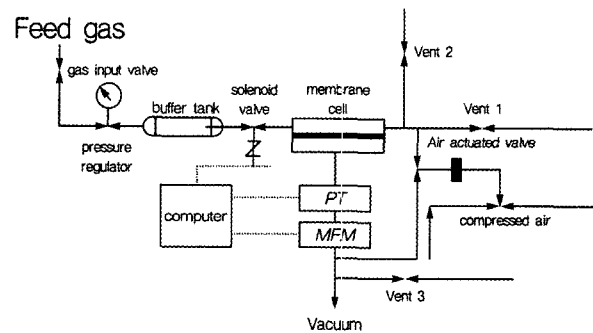 Feed gas
gas input valve
pressure
regulator
buffer tank
solenoid
valve
membrane
cell
Vent 2
Vent 1
Air actuated valve
compressed air
computer
PT
MFM
Vent 3
Vacuum